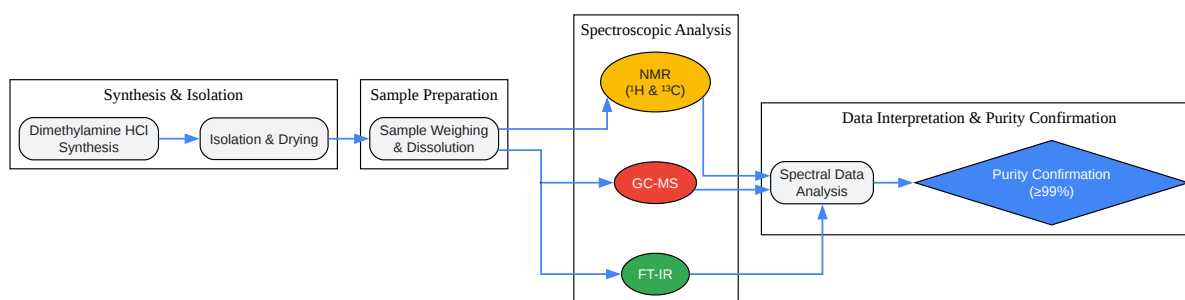 Synthesis & Isolation
Dimethylamine HCl
Synthesis
Isolation & Drying
Sample Preparation
Sample Weighing
& Dissolution
Spectroscopic Analysis
NMR
(¹H & ¹³C)
GC-MS
FT-IR
Data Interpretation & Purity Confirmation
Spectral Data
Analysis
Purity Confirmation
(≥99%)